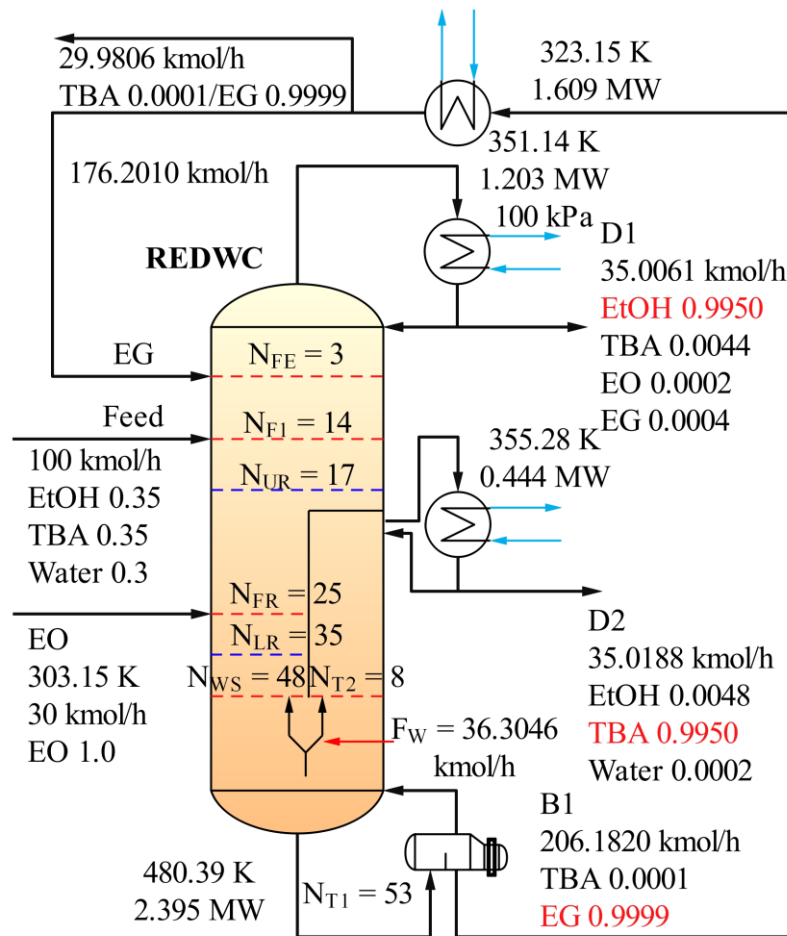 29.9806 kmol/h
TBA 0.0001/EG 0.9999
323.15 K
1.609 MW
176.2010 kmol/h
351.14 K
1.203 MW
100 kPa
REDWC
D1
35.0061 kmol/h
EtOH 0.9950
TBA 0.0044
EO 0.0002
EG 0.0004
EG
N_FE = 3
Feed
N_F1 = 14
100 kmol/h
EtOH 0.35
TBA 0.35
Water 0.3
N_UR = 17
355.28 K
0.444 MW
N_FR = 25
EO
303.15 K
30 kmol/h
EO 1.0
N_LR = 35
N_WS = 48
N_T2 = 8
F_W = 36.3046
kmol/h
D2
35.0188 kmol/h
EtOH 0.0048
TBA 0.9950
Water 0.0002
B1
206.1820 kmol/h
TBA 0.0001
EG 0.9999
480.39 K
2.395 MW
N_T1 = 53